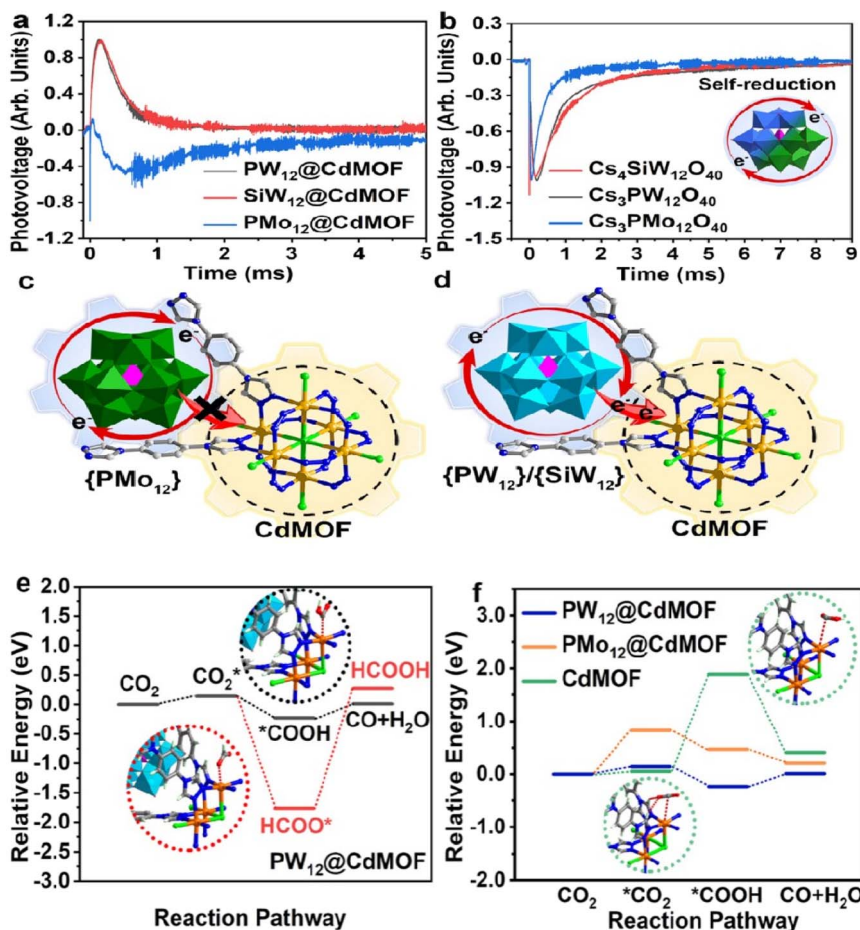 a
Photovoltage (Arb. Units)
1.2
0.8
0.4
0.0
-0.4
-0.8
-1.2
PW₁₂@CdMOF
SiW₁₂@CdMOF
PMo₁₂@CdMOF
0 1 2 3 4 5
Time (ms)
b
Photovoltage (Arb. Units)
0.0
-0.3
-0.6
-0.9
-1.2
-1.5
Self-reduction
e⁻
e⁻
Cs₄SiW₁₂O₄₀
Cs₃PW₁₂O₄₀
Cs₃PMo₁₂O₄₀
-1 0 1 2 3 4 5 6 7 8 9
Time (ms)
c
e⁻
e⁻
{PMo₁₂}
CdMOF
d
e⁻
e⁻
e⁻
{PW₁₂}/{SiW₁₂}
CdMOF
e
Relative Energy (eV)
2.0
1.5
1.0
0.5
0.0
-0.5
-1.0
-1.5
-2.0
-2.5
-3.0
CO₂
CO₂*
*COOH
HCOOH
CO+H₂O
HCOO*
PW₁₂@CdMOF
Reaction Pathway
f
Relative Energy (eV)
3.0
2.0
1.0
0.0
-1.0
-2.0
PW₁₂@CdMOF
PMo₁₂@CdMOF
CdMOF
CO₂ *CO₂ *COOH CO+H₂O
Reaction Pathway